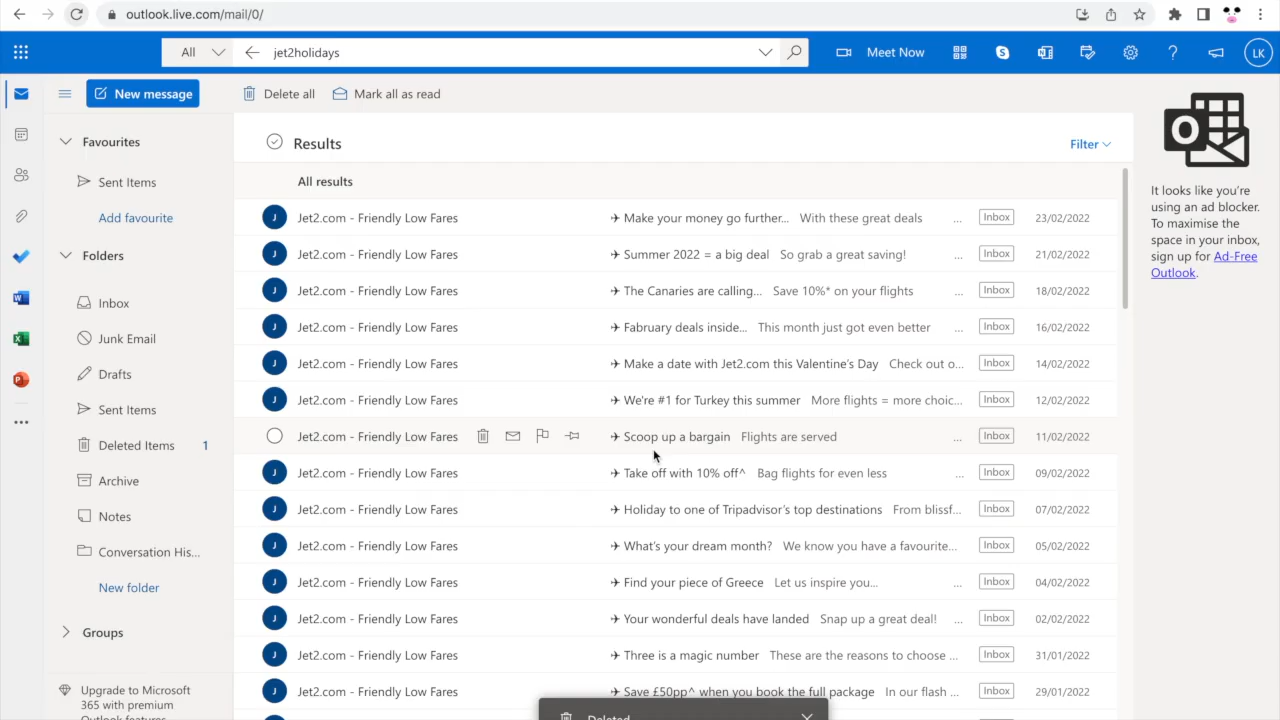 outlook.live.com/mail/0/
All
jet2holidays
Meet Now
LK
New message
Delete all
Mark all as read
Favourites
Sent Items
Add favourite
Folders
Inbox
Junk Email
Drafts
Sent Items
Deleted Items 1
Archive
Notes
Conversation His...
New folder
Groups
Upgrade to Microsoft
365 with premium
Outlook features
Results
Filter
All results
J Jet2.com - Friendly Low Fares ✈ Make your money go further... With these great deals ... Inbox 23/02/2022
J Jet2.com - Friendly Low Fares ✈ Summer 2022 = a big deal So grab a great saving! ... Inbox 21/02/2022
J Jet2.com - Friendly Low Fares ✈ The Canaries are calling... Save 10%* on your flights ... Inbox 18/02/2022
J Jet2.com - Friendly Low Fares ✈ Fabruary deals inside... This month just got even better ... Inbox 16/02/2022
J Jet2.com - Friendly Low Fares ✈ Make a date with Jet2.com this Valentine's Day Check out o... Inbox 14/02/2022
J Jet2.com - Friendly Low Fares ✈ We're #1 for Turkey this summer More flights = more choic... Inbox 12/02/2022
Jet2.com - Friendly Low Fares ✈ Scoop up a bargain Flights are served ... Inbox 11/02/2022
J Jet2.com - Friendly Low Fares ✈ Take off with 10% off^ Bag flights for even less ... Inbox 09/02/2022
J Jet2.com - Friendly Low Fares ✈ Holiday to one of Tripadvisor's top destinations From blissf... Inbox 07/02/2022
J Jet2.com - Friendly Low Fares ✈ What's your dream month? We know you have a favourite... Inbox 05/02/2022
J Jet2.com - Friendly Low Fares ✈ Find your piece of Greece Let us inspire you... ... Inbox 04/02/2022
J Jet2.com - Friendly Low Fares ✈ Your wonderful deals have landed Snap up a great deal! ... Inbox 02/02/2022
J Jet2.com - Friendly Low Fares ✈ Three is a magic number These are the reasons to choose ... Inbox 31/01/2022
J Jet2.com - Friendly Low Fares ✈ Save £50pp^ when you book the full package In our flash ... Inbox 29/01/2022
Deleted
It looks like you're
using an ad blocker.
To maximise the
space in your inbox,
sign up for Ad-Free
Outlook.